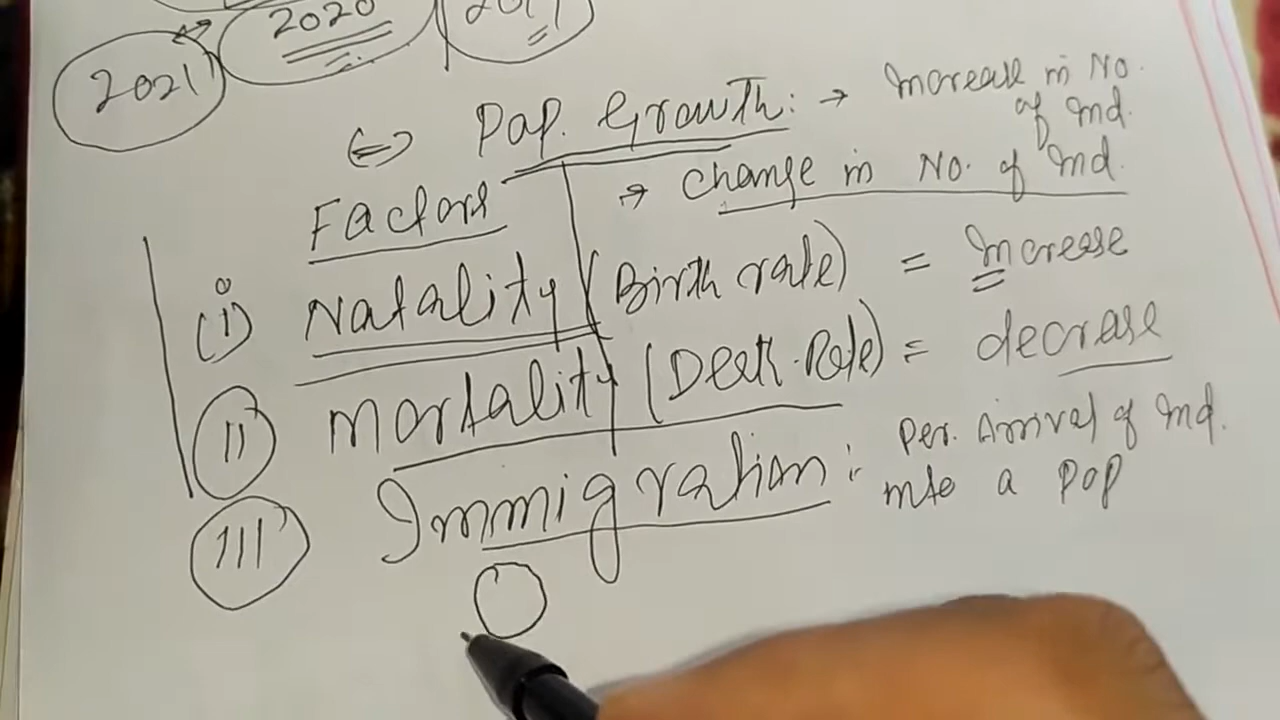 2020
2021
Pop. Growth: → Increase in No.
of Ind.
→ Change in No. of Ind.
Factors
(i) Natality (Birth rate) = Increase
II Mortality (Death Rate) = decrase
III Immigration: Per. Arrival of Ind.
into a pop